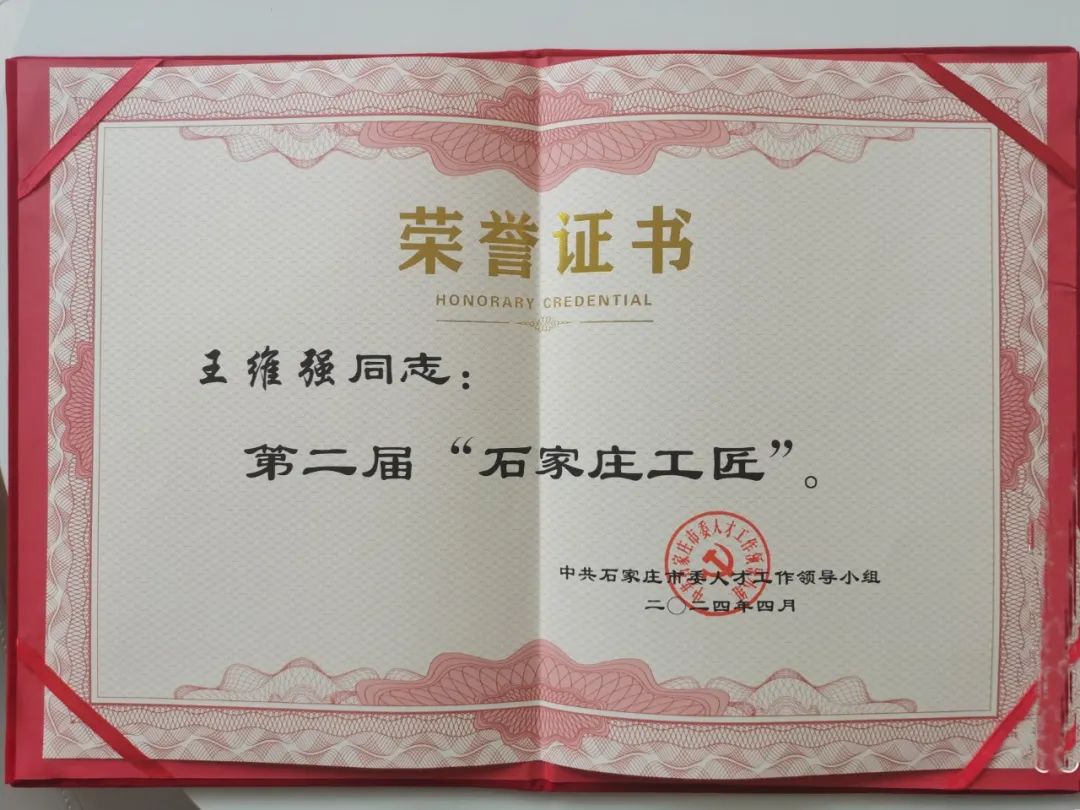 荣誉证书
HONORARY CREDENTIAL
王维强同志：
第二届“石家庄工匠”。
中共石家庄市委人才工作领导小组
二〇二四年四月